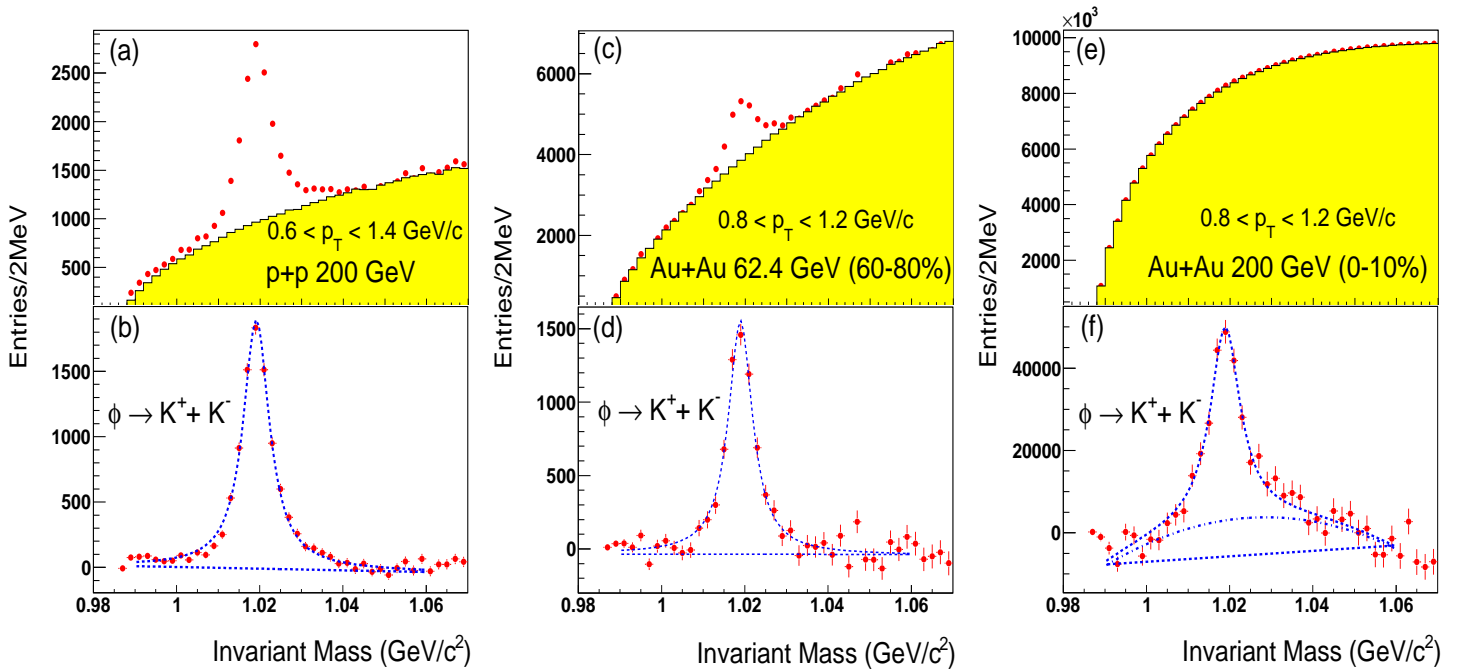 (a)
Entries/2MeV
2500
2000
1500
1000
500
0.6 < p_T < 1.4 GeV/c
p+p 200 GeV
(b)
1500
1000
500
0
ϕ → K⁺+ K⁻
0.98 1 1.02 1.04 1.06
Invariant Mass (GeV/c²)
(c)
Entries/2MeV
6000
4000
2000
0.8 < p_T < 1.2 GeV/c
Au+Au 62.4 GeV (60-80%)
(d)
1500
1000
500
0
ϕ → K⁺+ K⁻
0.98 1 1.02 1.04 1.06
Invariant Mass (GeV/c²)
×10³
(e)
Entries/2MeV
10000
9000
8000
7000
6000
5000
4000
3000
2000
1000
0.8 < p_T < 1.2 GeV/c
Au+Au 200 GeV (0-10%)
(f)
40000
20000
0
ϕ → K⁺+ K⁻
0.98 1 1.02 1.04 1.06
Invariant Mass (GeV/c²)